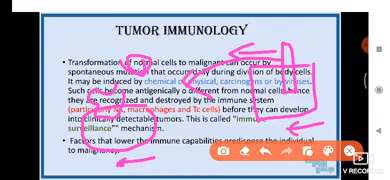 TUMOR IMMUNOLOGY
• Transformation of normal cells to malignant can occur by
spontaneous that occur daily during division of body cells.
It may be induced by chemical or physical, carcinogens or by viruses.
Such cells become antigenically different from normal cells hence
they are recognized and destroyed by the immune system
(particularly NK, macrophages and Tc cells) before they can develop
into clinically detectable tumors. This is called
mechanism.
• Factors that lower the immune capabilities predispose the individual
to malignancy.